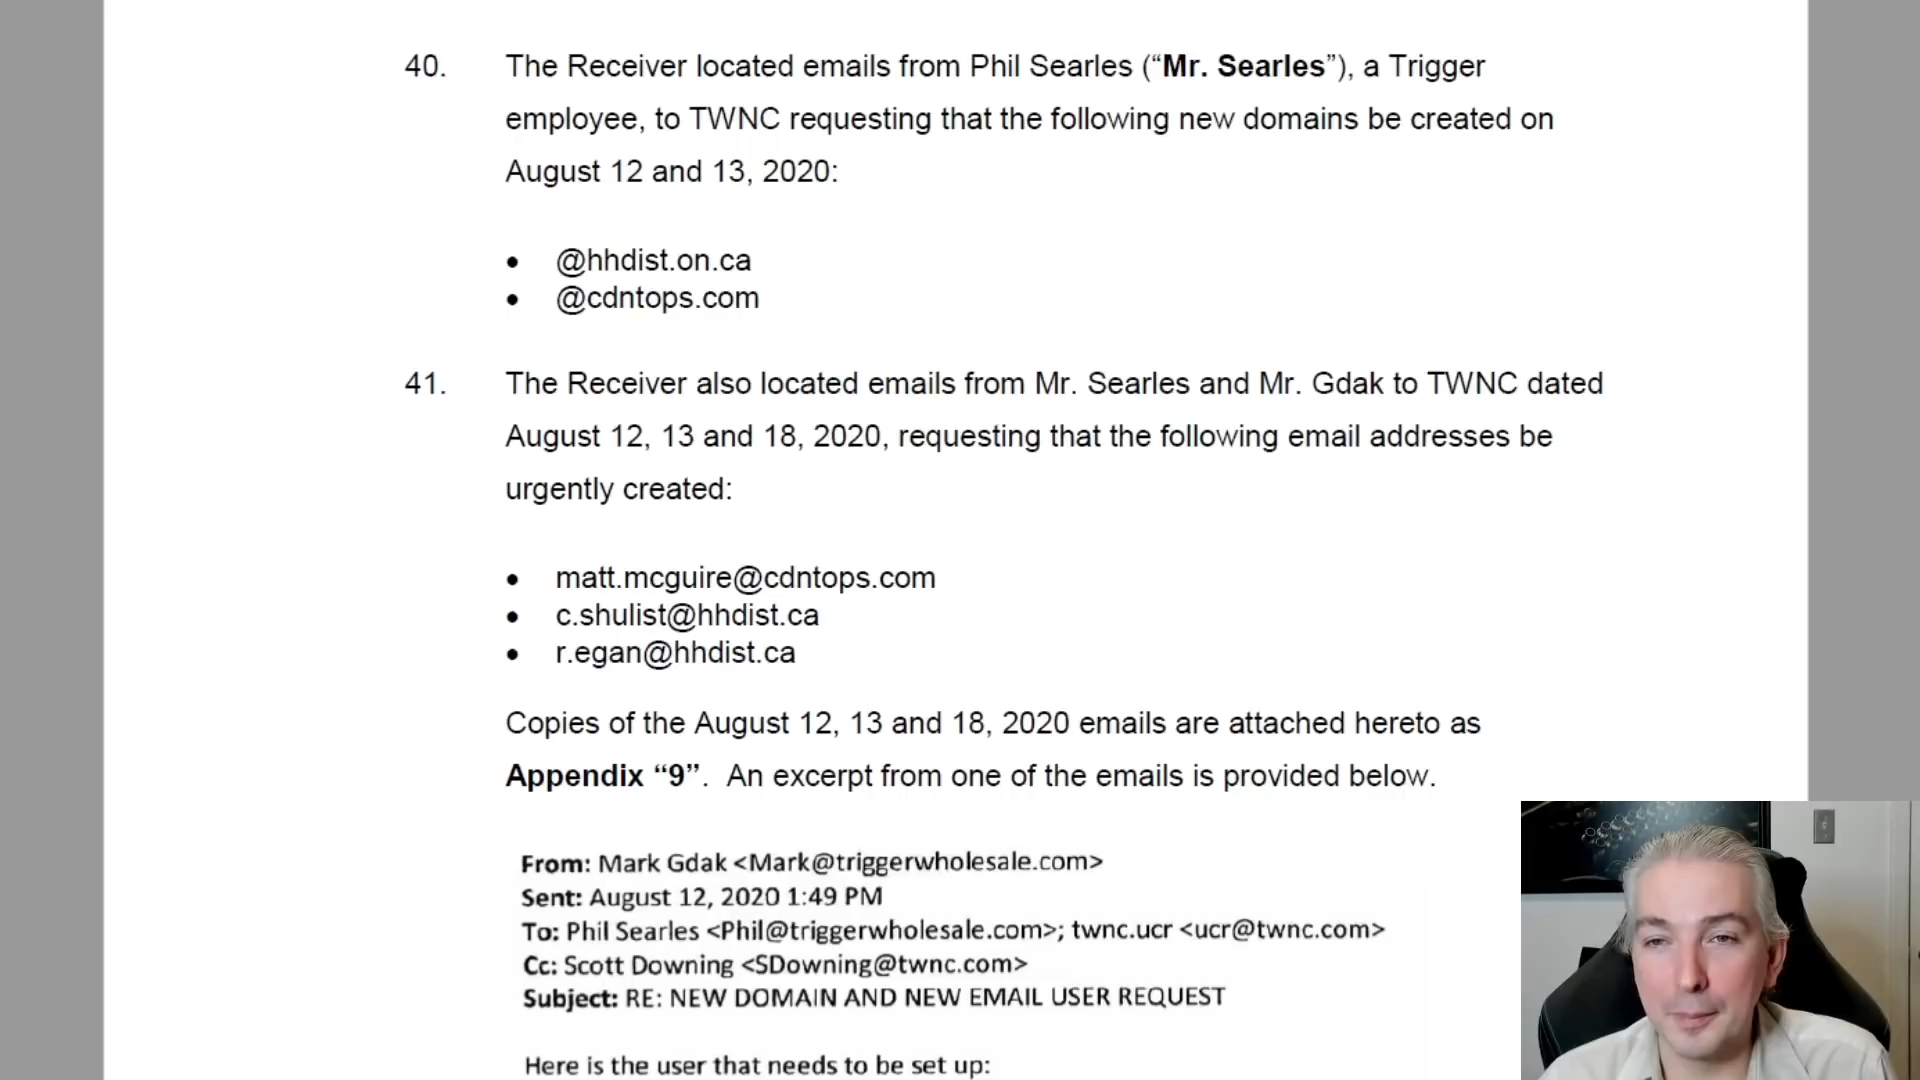 40. The Receiver located emails from Phil Searles (“Mr. Searles”), a Trigger
employee, to TWNC requesting that the following new domains be created on
August 12 and 13, 2020:
• @hhdist.on.ca
• @cdntops.com
41. The Receiver also located emails from Mr. Searles and Mr. Gdak to TWNC dated
August 12, 13 and 18, 2020, requesting that the following email addresses be
urgently created:
• matt.mcguire@cdntops.com
• c.shulist@hhdist.ca
• r.egan@hhdist.ca
Copies of the August 12, 13 and 18, 2020 emails are attached hereto as
Appendix “9”. An excerpt from one of the emails is provided below.
From: Mark Gdak <Mark@triggerwholesale.com>
Sent: August 12, 2020 1:49 PM
To: Phil Searles <Phil@triggerwholesale.com>; twnc.ucr <ucr@twnc.com>
Cc: Scott Downing <SDowning@twnc.com>
Subject: RE: NEW DOMAIN AND NEW EMAIL USER REQUEST
Here is the user that needs to be set up: